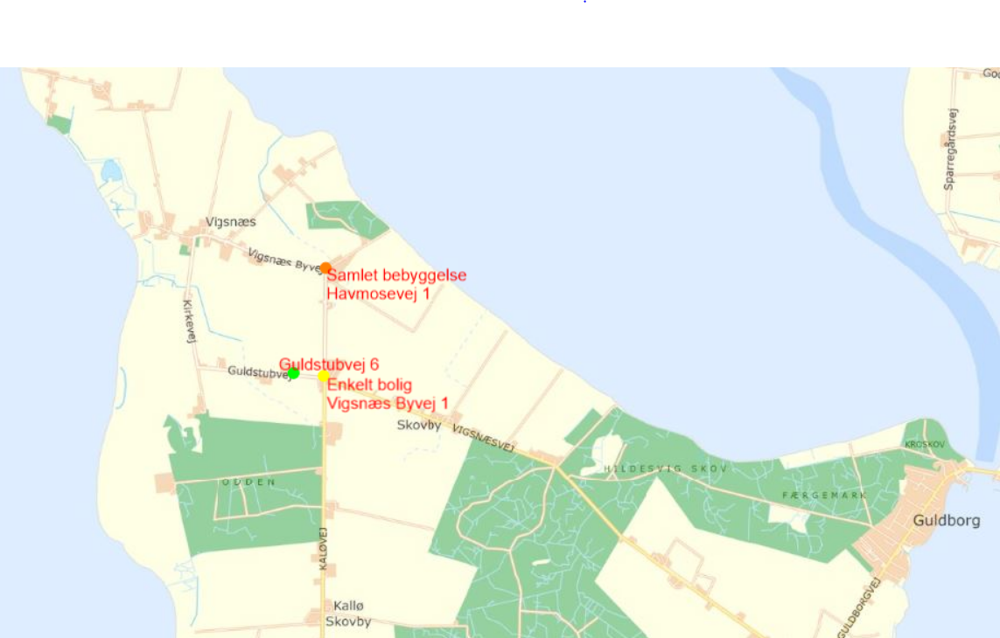 Sparregårdsvej
Vigsnæs
Vigsnæs Byvej
Samlet bebyggelse
Havmosevej 1
Kirkevej
Guldstubvej 6
Guldstubvej
Enkelt bolig
Vigsnæs Byvej 1
Skovby
VIGSNÆSVEJ
KROSKOV
HILDESVIG SKOV
ODDEN
FÆRGEMARK
Guldborg
KALØVEJ
GULDBORGVEJ
Kallø
Skovby